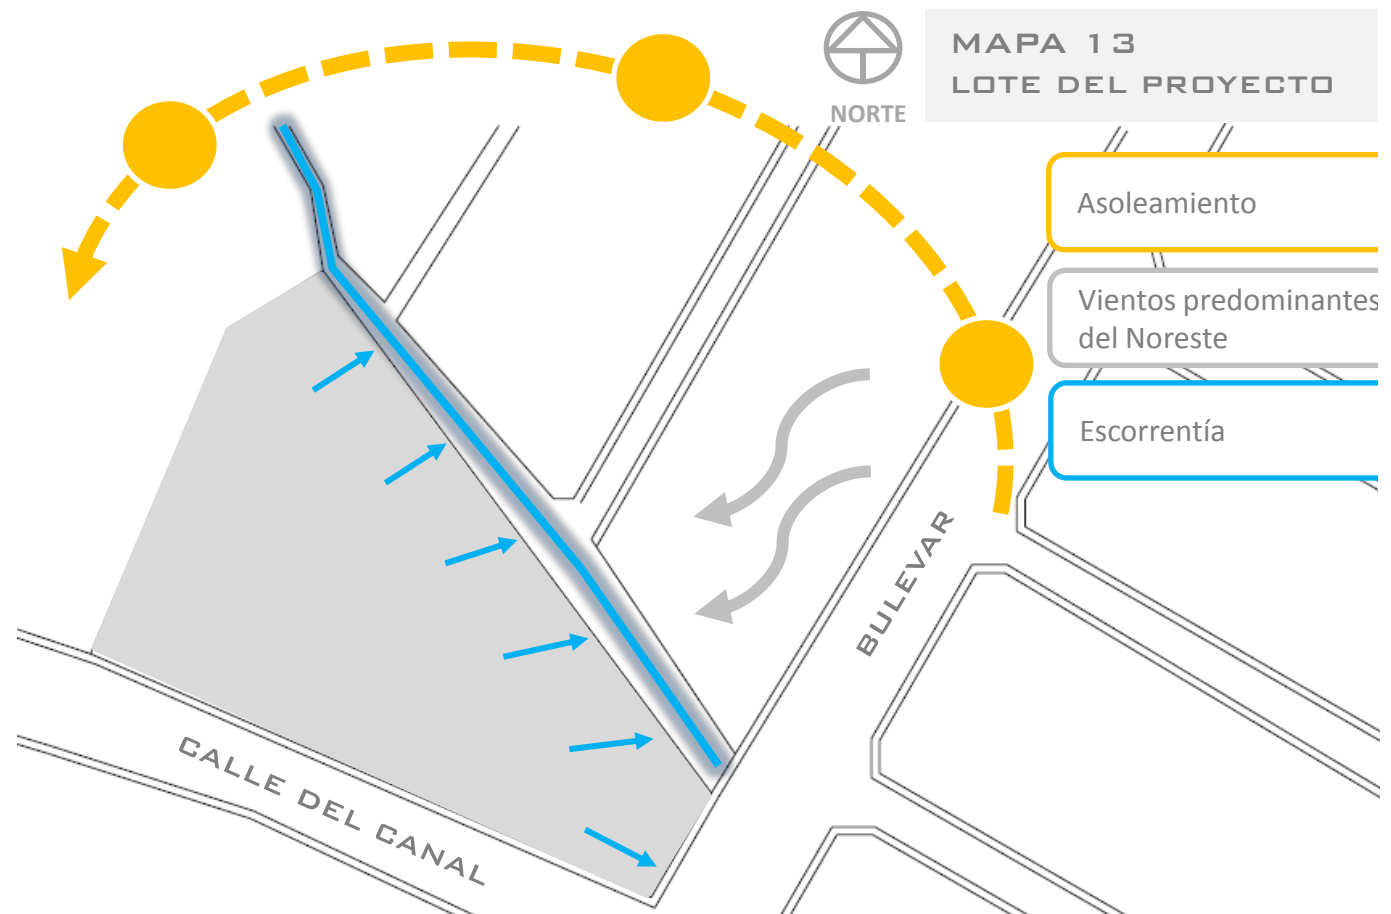 MAPA 13
LOTE DEL PROYECTO
NORTE
Asoleamiento
Vientos predominantes
del Noreste
Escorrentía
BULEVAR
CALLE DEL CANAL